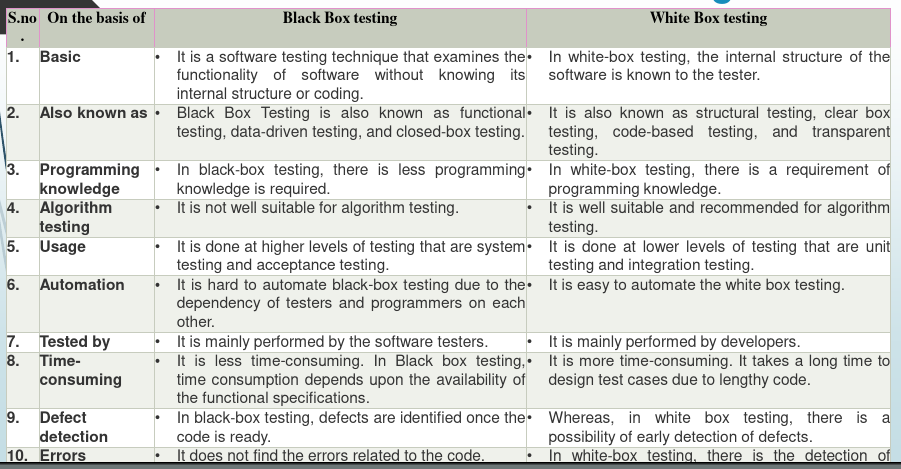 S.no On the basis of Black Box testing White Box testing
.
1. Basic • It is a software testing technique that examines the • In white-box testing, the internal structure of the
functionality of software without knowing its software is known to the tester.
internal structure or coding.
2. Also known as • Black Box Testing is also known as functional • It is also known as structural testing, clear box
testing, data-driven testing, and closed-box testing. testing, code-based testing, and transparent
testing.
3. Programming • In black-box testing, there is less programming • In white-box testing, there is a requirement of
knowledge knowledge is required. programming knowledge.
4. Algorithm • It is not well suitable for algorithm testing. • It is well suitable and recommended for algorithm
testing testing.
5. Usage • It is done at higher levels of testing that are system • It is done at lower levels of testing that are unit
testing and acceptance testing. testing and integration testing.
6. Automation • It is hard to automate black-box testing due to the • It is easy to automate the white box testing.
dependency of testers and programmers on each
other.
7. Tested by • It is mainly performed by the software testers. • It is mainly performed by developers.
8. Time- • It is less time-consuming. In Black box testing, • It is more time-consuming. It takes a long time to
consuming time consumption depends upon the availability of design test cases due to lengthy code.
the functional specifications.
9. Defect • In black-box testing, defects are identified once the • Whereas, in white box testing, there is a
detection code is ready. possibility of early detection of defects.
10. Errors • It does not find the errors related to the code. • In white-box testing, there is the detection of